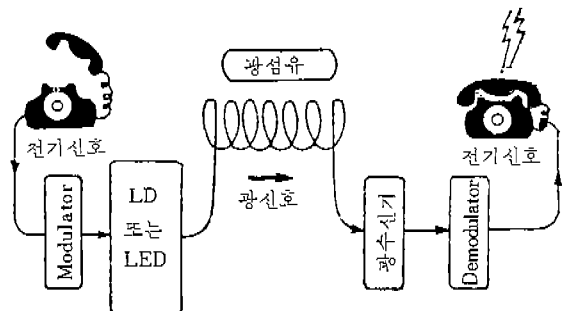 광섬유
전기신호
전기신호
광신호
Modulator
LD
또는
LED
광수신기
Demodulator